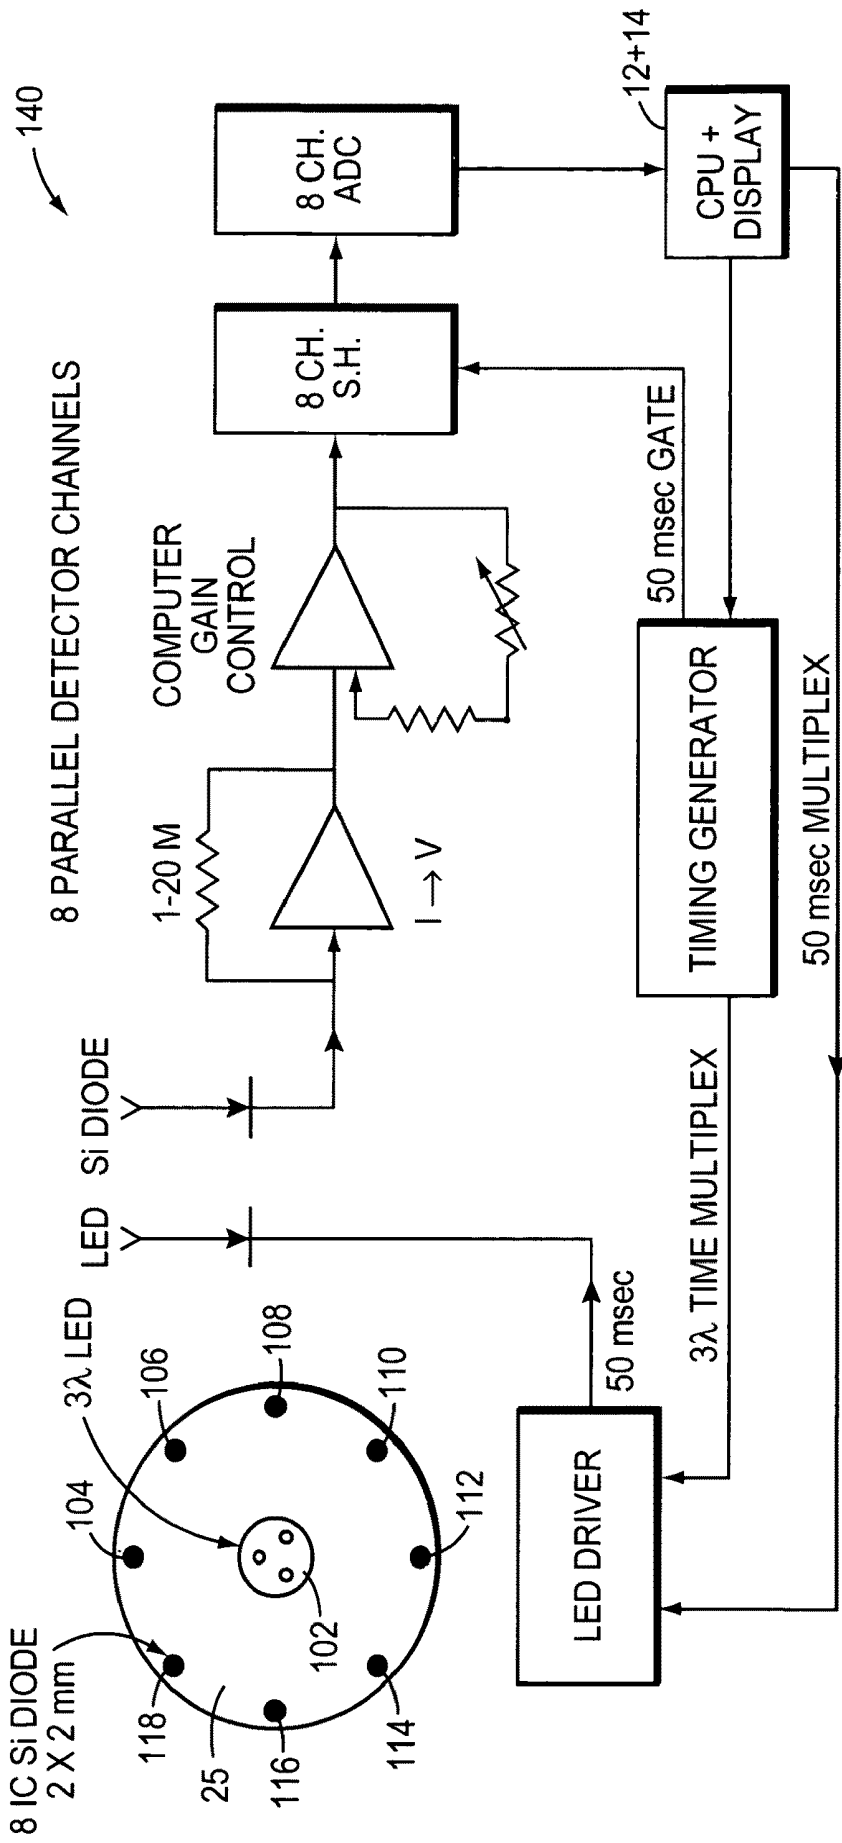 140
8 PARALLEL DETECTOR CHANNELS
8 IC Si DIODE
2 X 2 mm
3λ LED
LED
Si DIODE
1-20 M
I → V
COMPUTER
GAIN
CONTROL
8 CH.
S.H.
8 CH.
ADC
104
106
108
110
112
114
116
118
25
102
LED DRIVER
50 msec
3λ TIME MULTIPLEX
TIMING GENERATOR
50 msec GATE
CPU +
DISPLAY
12+14
50 msec MULTIPLEX